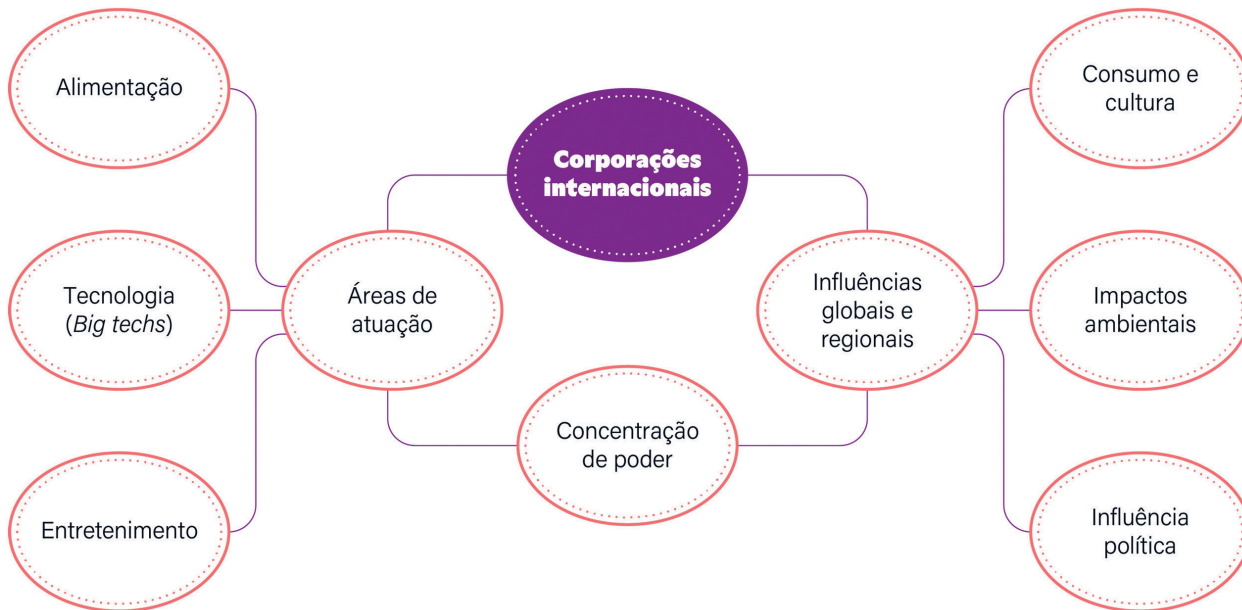 Corporações
internacionais
Áreas de
atuação
Alimentação
Tecnologia
(Big techs)
Entretenimento
Concentração
de poder
Influências
globais e
regionais
Consumo e
cultura
Impactos
ambientais
Influência
política